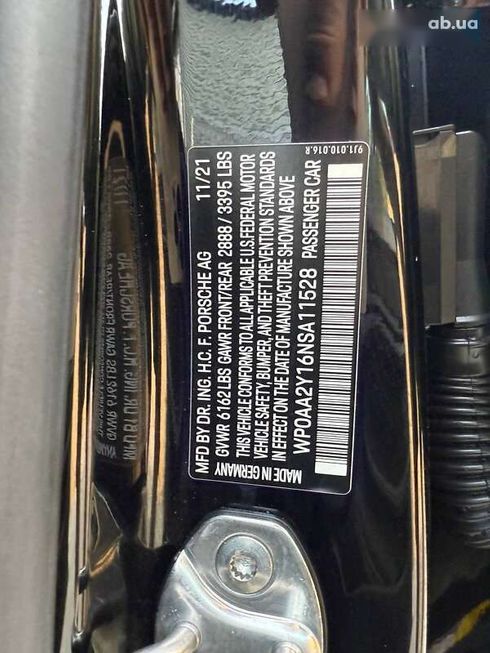 ab.ua
9J1.010.016.R
MFD BY DR. ING. H.C. F. PORSCHE AG 11/21
GVWR 6162 LBS GAWR FRONT/REAR 2888 / 3395 LBS
THIS VEHICLE CONFORMS TO ALL APPLICABLE U.S.FEDERAL MOTOR
VEHICLE SAFETY, BUMPER, AND THEFT PREVENTION STANDARDS
IN EFFECT ON THE DATE OF MANUFACTURE SHOWN ABOVE
WP0AA2Y16NSA11528 PASSENGER CAR
MADE IN GERMANY